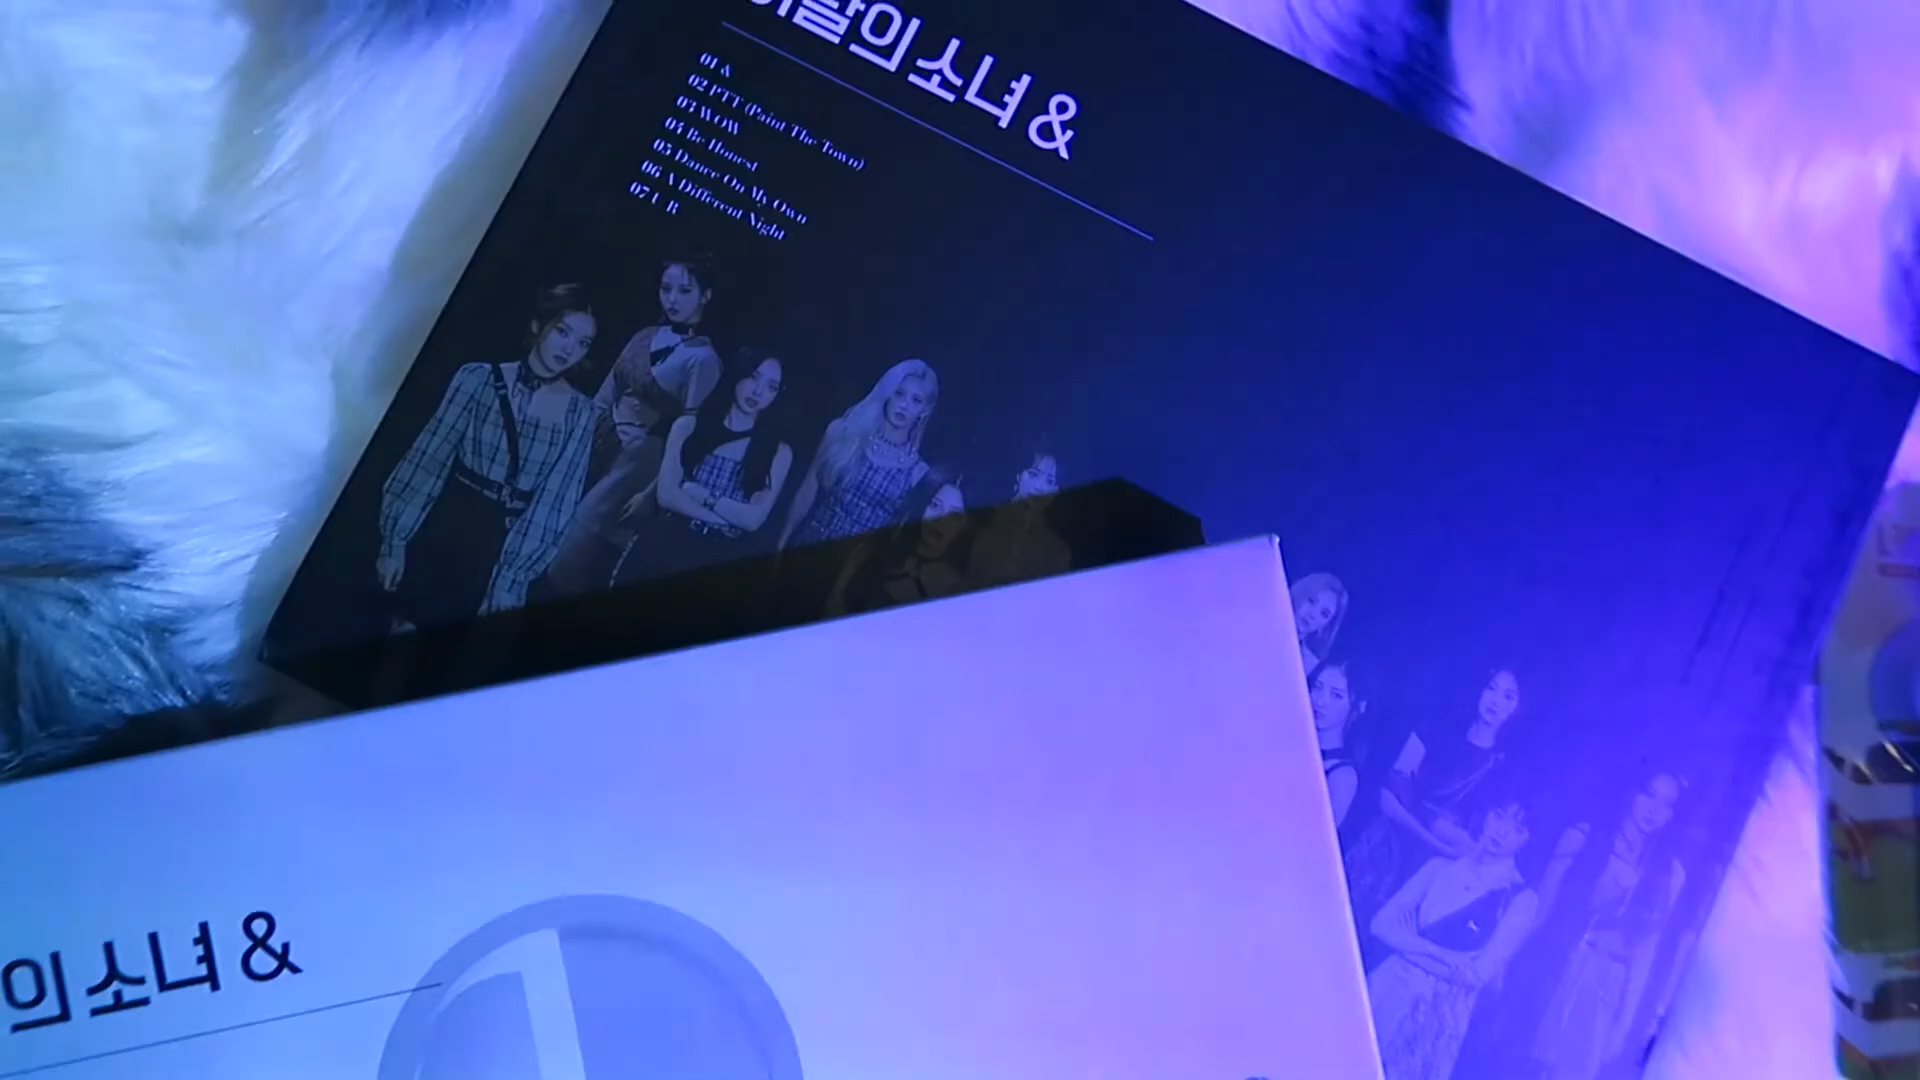 달의 소녀 &
01 &
02 PTT (Paint The Town)
03 WOW
04 Be Honest
05 Dance On My Own
06 A Different Night
07 U R
의 소녀 &